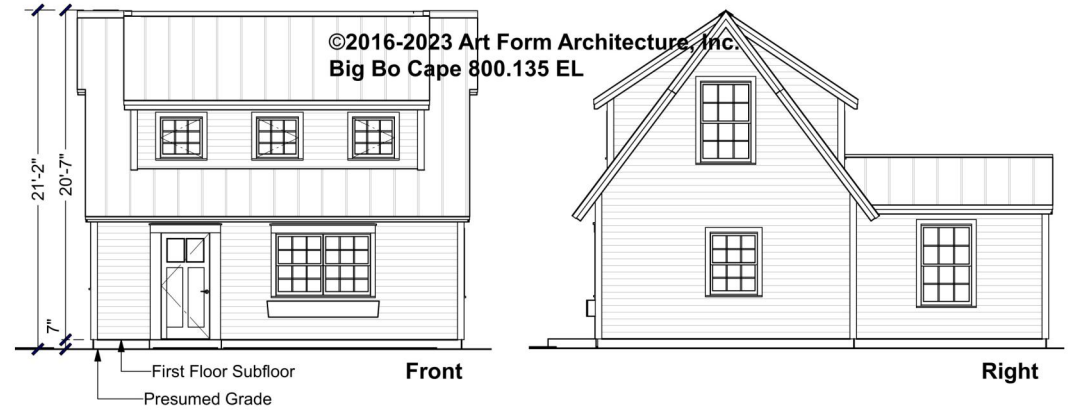 ©2016-2023 Art Form Architecture, Inc.
Big Bo Cape 800.135 EL
21'-2"
20'-7"
7"
First Floor Subfloor
Presumed Grade
Front
Right